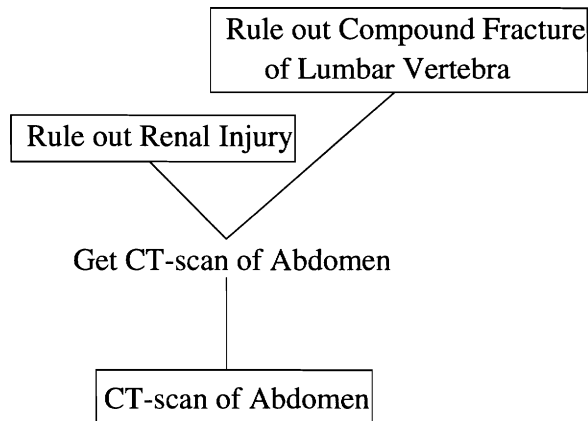 Rule out Compound Fracture
of Lumbar Vertebra
Rule out Renal Injury
Get CT-scan of Abdomen
CT-scan of Abdomen